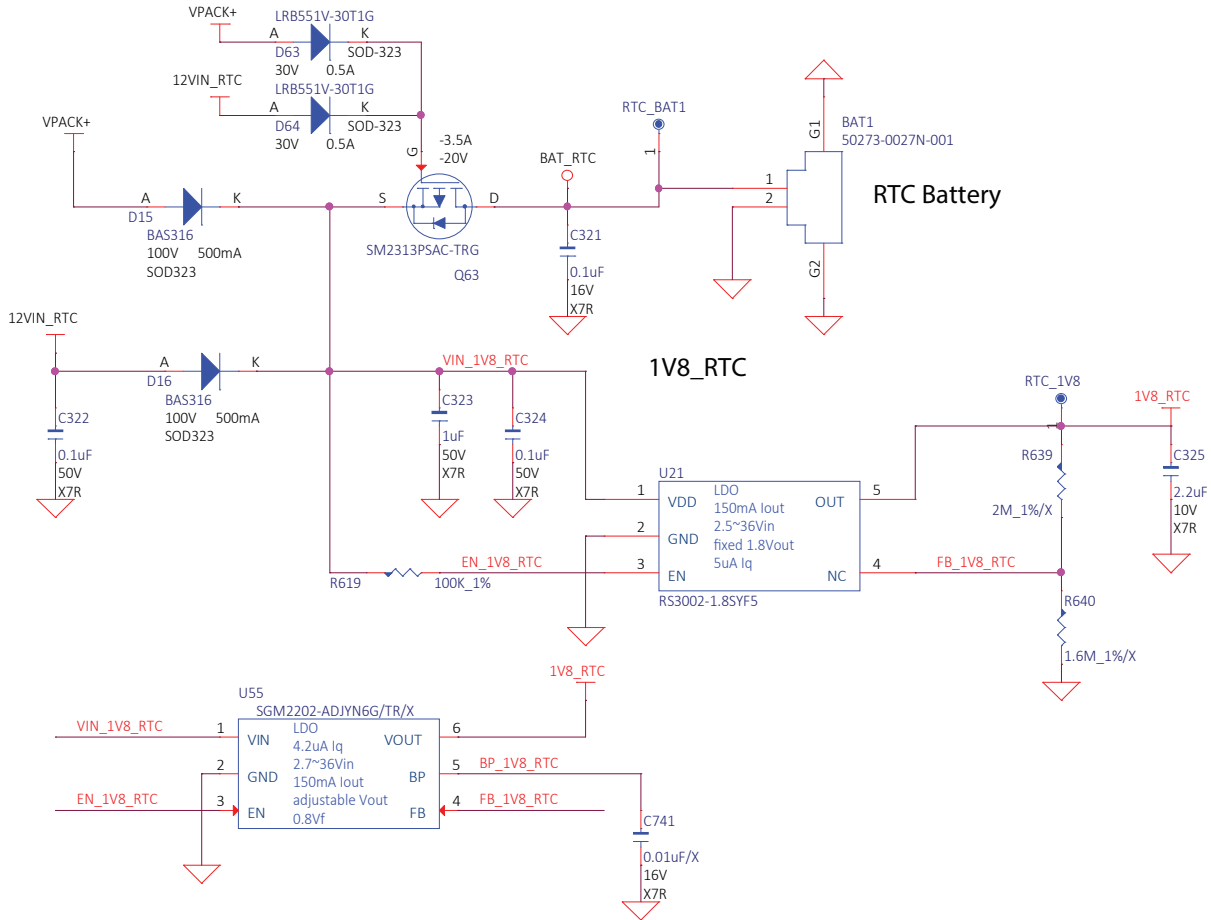 VPACK+
LRB551V-30T1G
A
K
D63
SOD-323
30V
0.5A
12VIN_RTC
LRB551V-30T1G
A
K
D64
SOD-323
30V
0.5A
VPACK+
G
-3.5A
-20V
A
K
D15
BAS316
100V
500mA
SOD323
S
D
SM2313PSAC-TRG
Q63
BAT_RTC
C321
0.1uF
16V
X7R
RTC_BAT1
1
G1
BAT1
50273-0027N-001
1
2
G2
RTC Battery
12VIN_RTC
A
K
D16
BAS316
100V
500mA
SOD323
C322
0.1uF
50V
X7R
VIN_1V8_RTC
1V8_RTC
C323
1uF
50V
X7R
C324
0.1uF
50V
X7R
R619
100K_1%
EN_1V8_RTC
U21
1
VDD
2
GND
3
EN
LDO
150mA Iout
2.5~36Vin
fixed 1.8Vout
5uA Iq
OUT
5
NC
4
RS3002-1.8SYF5
FB_1V8_RTC
RTC_1V8
1
1V8_RTC
R639
2M_1%/X
C325
2.2uF
10V
X7R
R640
1.6M_1%/X
1V8_RTC
U55
SGM2202-ADJYN6G/TR/X
VIN_1V8_RTC
1
VIN
2
GND
EN_1V8_RTC
3
EN
LDO
4.2uA Iq
2.7~36Vin
150mA Iout
adjustable Vout
0.8Vf
VOUT
6
BP
5
BP_1V8_RTC
FB
4
FB_1V8_RTC
C741
0.01uF/X
16V
X7R